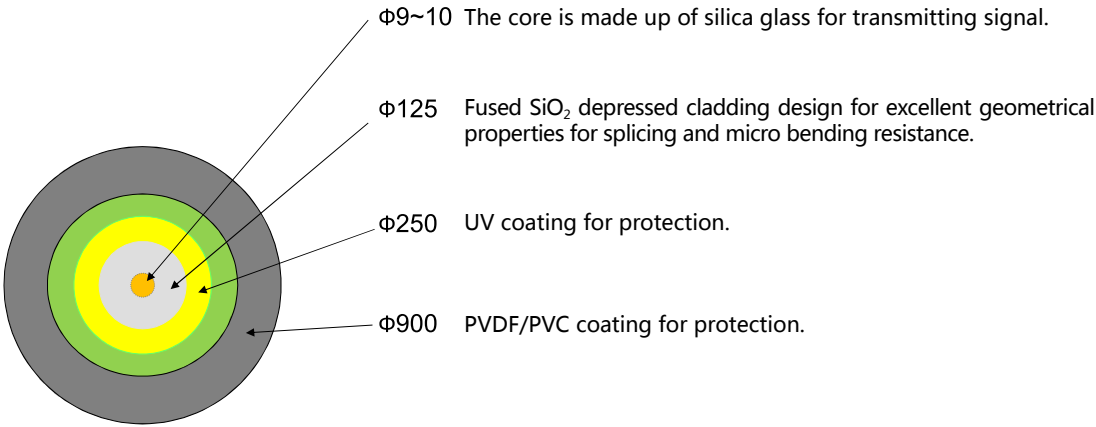 Φ9~10 The core is made up of silica glass for transmitting signal.
Φ125 Fused SiO₂ depressed cladding design for excellent geometrical
properties for splicing and micro bending resistance.
Φ250 UV coating for protection.
Φ900 PVDF/PVC coating for protection.